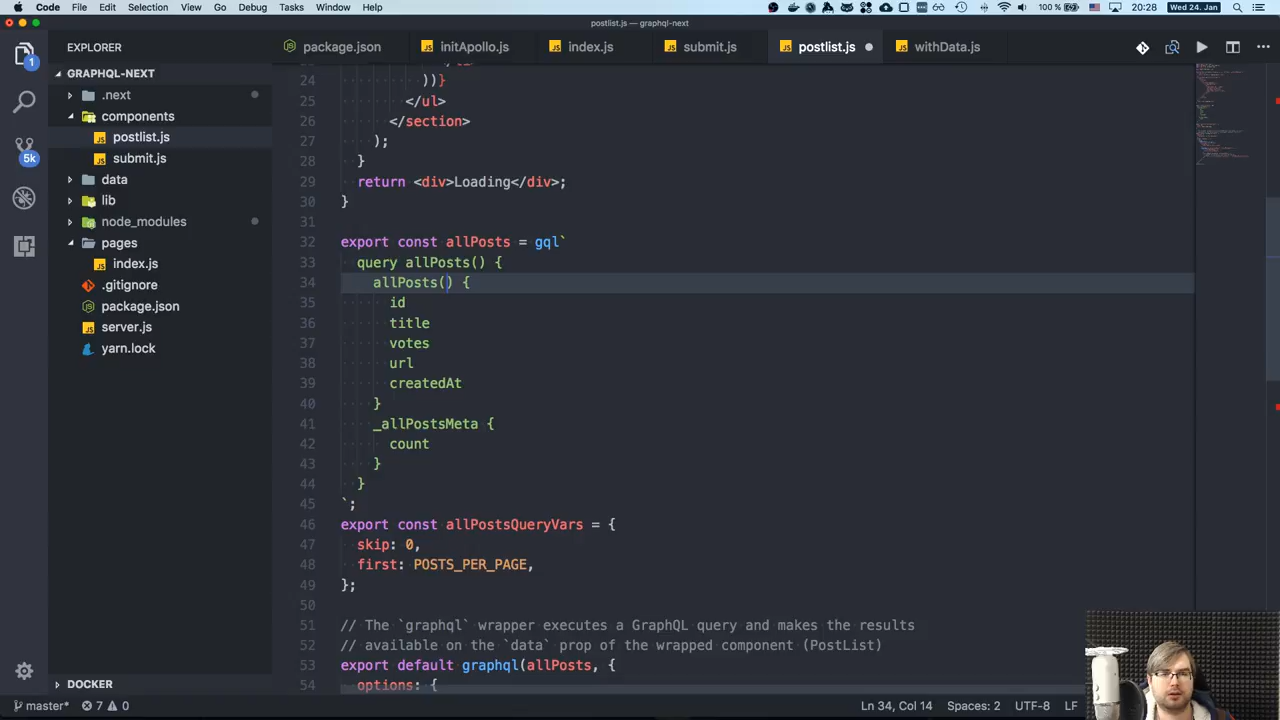 Code File Edit Selection View Go Debug Tasks Window Help 100 % 20:28 Wed 24. Jan
postlist.js — graphql-next
EXPLORER
package.json
initApollo.js
index.js
submit.js
postlist.js
withData.js
GRAPHQL-NEXT
.next
components
postlist.js
submit.js
data
lib
node_modules
pages
index.js
.gitignore
package.json
server.js
yarn.lock
DOCKER
1
5k
24 ))}
25 </ul>
26 </section>
27 );
28 }
29 return <div>Loading</div>;
30 }
31
32 export const allPosts = gql`
33 query allPosts() {
34 allPosts() {
35 id
36 title
37 votes
38 url
39 createdAt
40 }
41 _allPostsMeta {
42 count
43 }
44 }
45 `;
46 export const allPostsQueryVars = {
47 skip: 0,
48 first: POSTS_PER_PAGE,
49 };
50
51 // The `graphql` wrapper executes a GraphQL query and makes the results
52 // available on the `data` prop of the wrapped component (PostList)
53 export default graphql(allPosts, {
54 options: {
master* 7 0
Ln 34, Col 14 Spaces: 2 UTF-8 LF